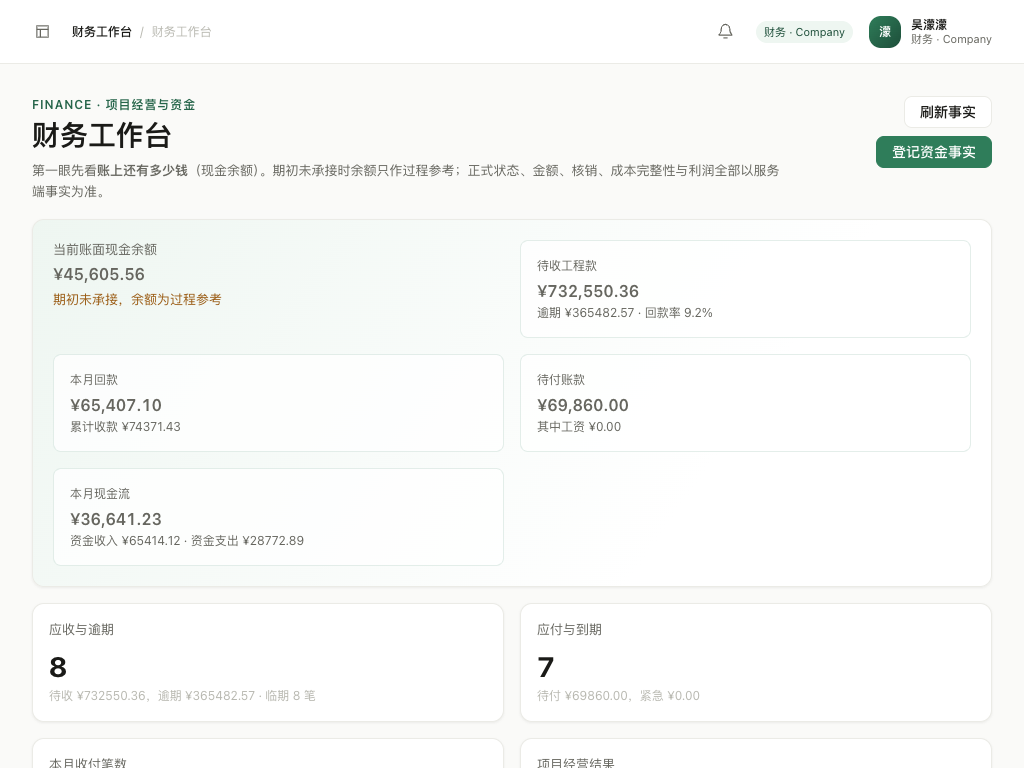 财务工作台 / 财务工作台
财务 · Company
濛
吴濛濛
财务 · Company
FINANCE · 项目经营与资金
财务工作台
第一眼先看账上还有多少钱（现金余额）。期初未承接时余额只作过程参考；正式状态、金额、核销、成本完整性与利润全部以服务
端事实为准。
刷新事实
登记资金事实
当前账面现金余额
¥45,605.56
期初未承接，余额为过程参考
待收工程款
¥732,550.36
逾期 ¥365482.57 · 回款率 9.2%
本月回款
¥65,407.10
累计收款 ¥74371.43
待付账款
¥69,860.00
其中工资 ¥0.00
本月现金流
¥36,641.23
资金收入 ¥65414.12 · 资金支出 ¥28772.89
应收与逾期
8
待收 ¥732550.36，逾期 ¥365482.57 · 临期 8 笔
应付与到期
7
待付 ¥69860.00，紧急 ¥0.00
本月收付笔数
项目经营结果